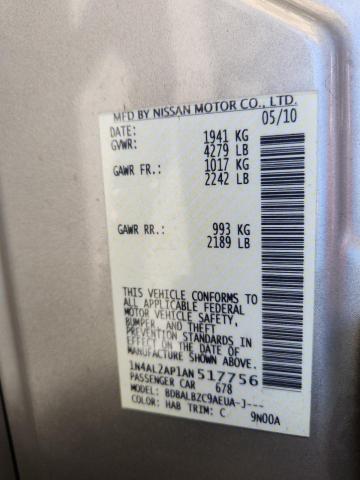 MFD BY NISSAN MOTOR CO., LTD.
DATE: 05/10
GVWR: 1941 KG
4279 LB
GAWR FR.: 1017 KG
2242 LB
GAWR RR.: 993 KG
2189 LB
THIS VEHICLE CONFORMS TO
ALL APPLICABLE FEDERAL
MOTOR VEHICLE SAFETY,
BUMPER, AND THEFT
PREVENTION STANDARDS IN
EFFECT ON THE DATE OF
MANUFACTURE SHOWN ABOVE.
1N4AL2AP1AN517756
PASSENGER CAR 678
MODEL: BDBALBZC9AEUA-J---
COLOR: HAB TRIM: C 9N00A